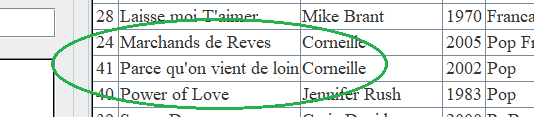 28 Laisse moi T'aimer Mike Brant 1970 Franca
24 Marchands de Reves Corneille 2005 Pop Fr
41 Parce qu'on vient de loin Corneille 2002 Pop
40 Power of Love Jennifer Rush 1983 Pop